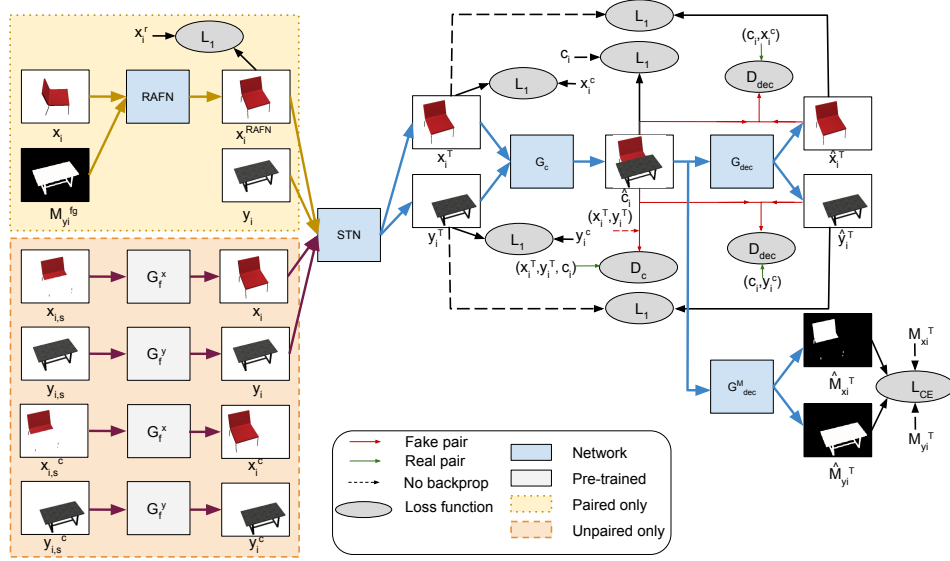 x_i^r
L_1
RAFN
x_i
x_i^RAFN
M_yi^fg
y_i
STN
x_i,s
G_f^x
x_i
y_i,s
G_f^y
y_i
x_i,s^c
G_f^x
x_i^c
y_i,s^c
G_f^y
y_i^c
L_1
c_i
L_1
L_1
x_i^c
(c_i,x_i^c)
D_dec
x_i^T
G_c
ĉ_i
G_dec
x̂_i^T
y_i^T
L_1
y_i^c
(x_i^T,y_i^T)
(x_i^T,y_i^T, c_i)
D_c
D_dec
(c_i,y_i^c)
ŷ_i^T
L_1
G_dec^M
M̂_xi^T
M_xi^T
L_CE
M_yi^T
M̂_yi^T
Fake pair
Real pair
No backprop
Loss function
Network
Pre-trained
Paired only
Unpaired only